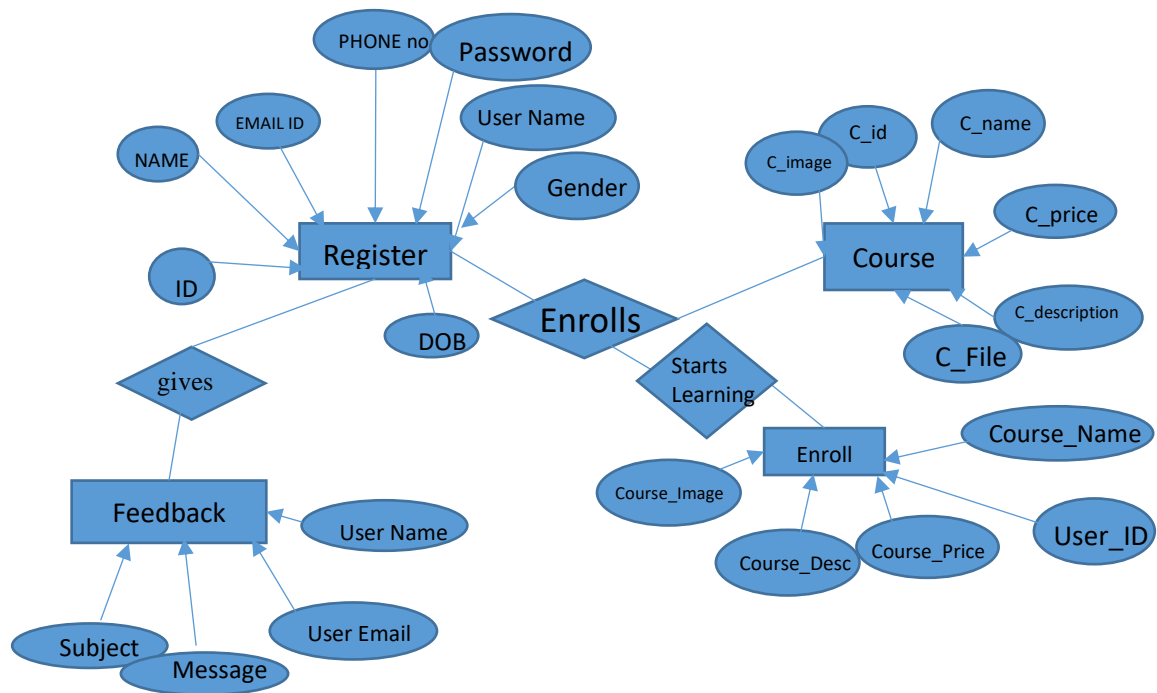 PHONE no
Password
EMAIL ID
User Name
NAME
Gender
Register
ID
DOB
C_id
C_name
C_image
C_price
Course
C_description
C_File
Enrolls
Starts
Learning
gives
Enroll
Course_Name
Course_Image
User_ID
Course_Desc
Course_Price
Feedback
User Name
User Email
Subject
Message